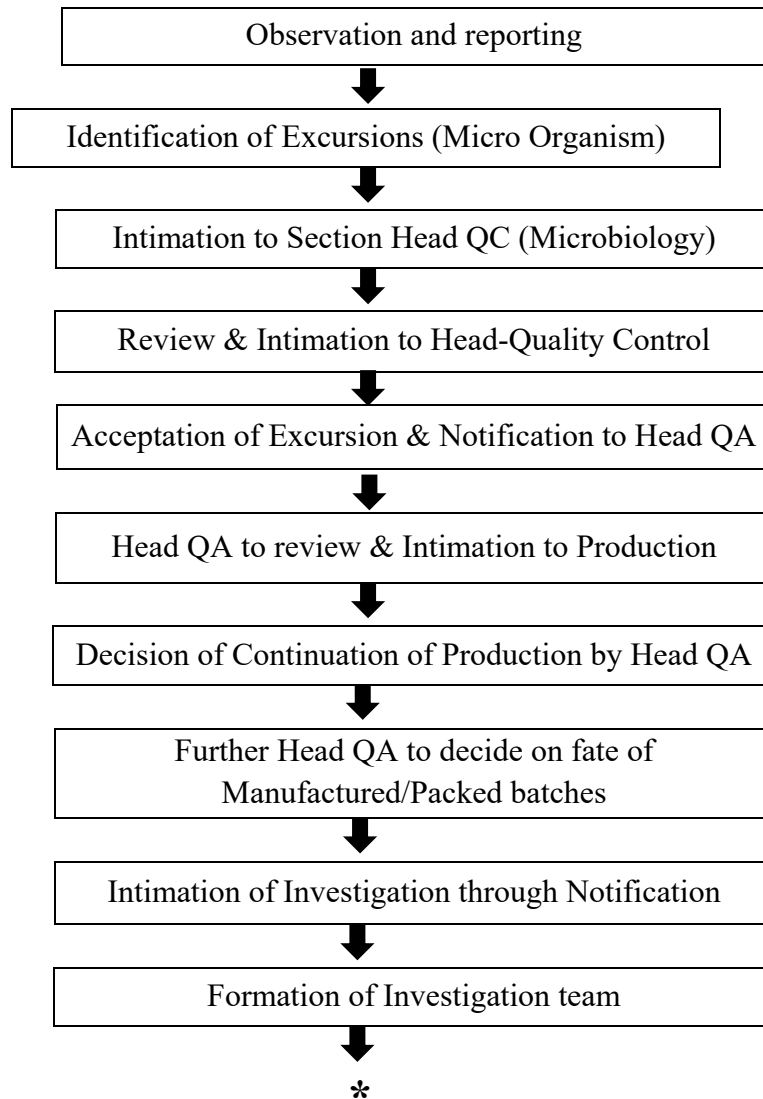 Observation and reporting
Identification of Excursions (Micro Organism)
Intimation to Section Head QC (Microbiology)
Review & Intimation to Head-Quality Control
Acceptation of Excursion & Notification to Head QA
Head QA to review & Intimation to Production
Decision of Continuation of Production by Head QA
Further Head QA to decide on fate of
Manufactured/Packed batches
Intimation of Investigation through Notification
Formation of Investigation team
*